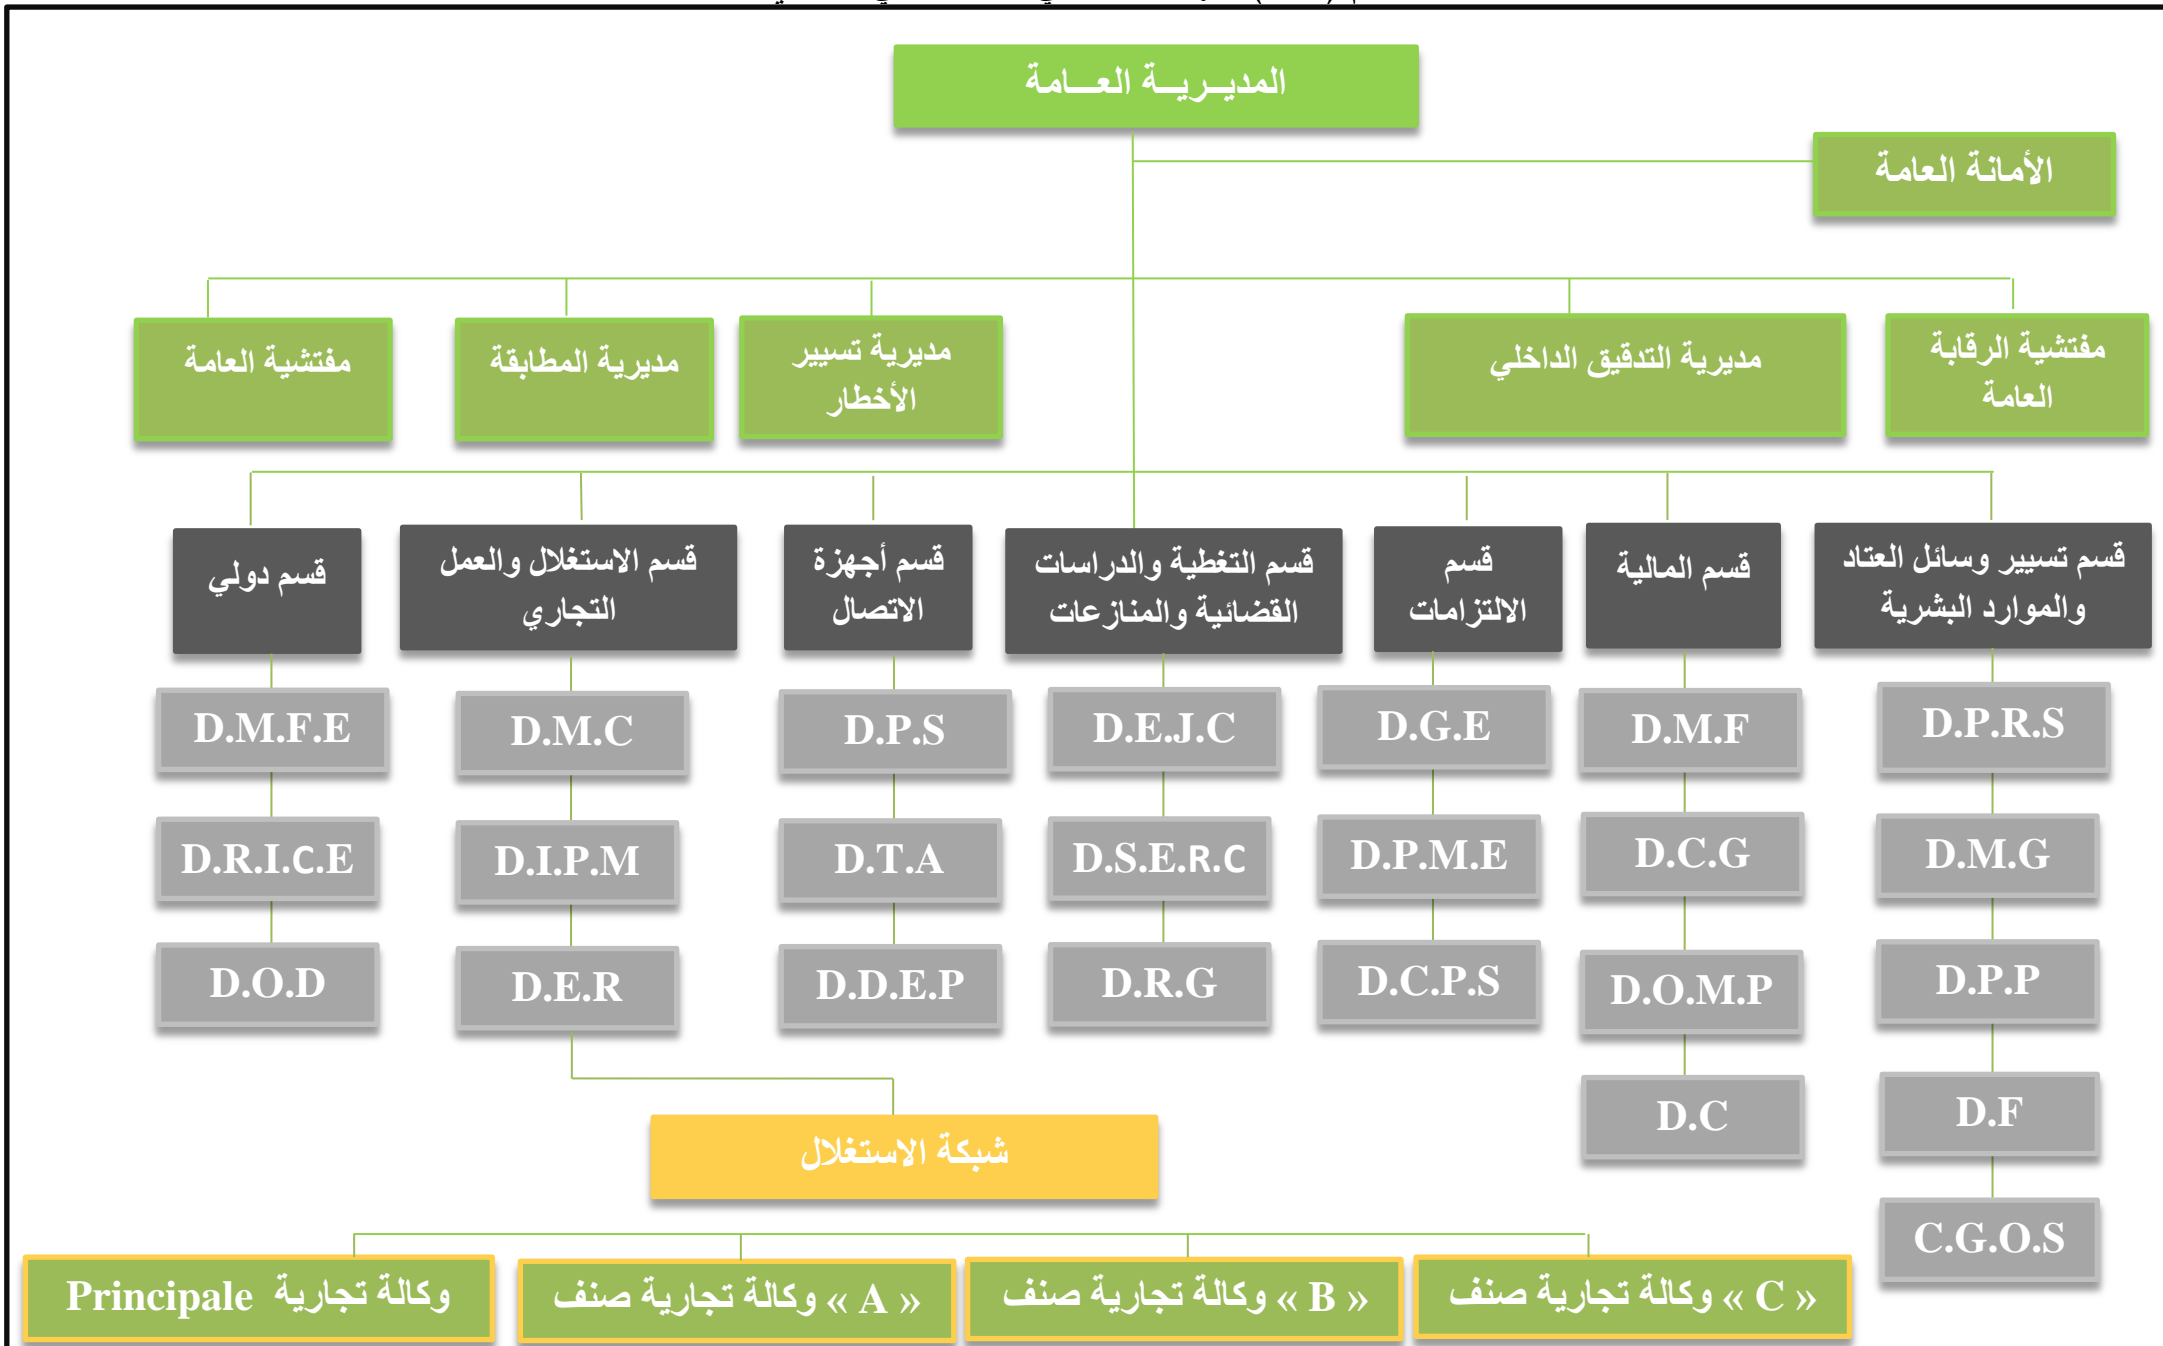 المديرية العامة
الأمانة العامة
مفتشية الرقابة
العامة
مديرية التدقيق الداخلي
مديرية تسيير
الأخطار
مديرية المطابقة
مفتشية العامة
قسم تسيير وسائل العتاد
والموارد البشرية
قسم المالية
قسم
الالتزامات
قسم التغطية والدراسات
القضائية والمنازعات
قسم أجهزة
الاتصال
قسم الاستغلال والعمل
التجاري
قسم دولي
D.P.R.S
D.M.G
D.P.P
D.F
C.G.O.S
D.M.F
D.C.G
D.O.M.P
D.C
D.G.E
D.P.M.E
D.C.P.S
D.E.J.C
D.S.E.R.C
D.R.G
D.P.S
D.T.A
D.D.E.P
D.M.C
D.I.P.M
D.E.R
D.M.F.E
D.R.I.C.E
D.O.D
شبكة الاستغلال
وكالة تجارية صنف « C »
وكالة تجارية صنف « B »
وكالة تجارية صنف « A »
وكالة تجارية Principale